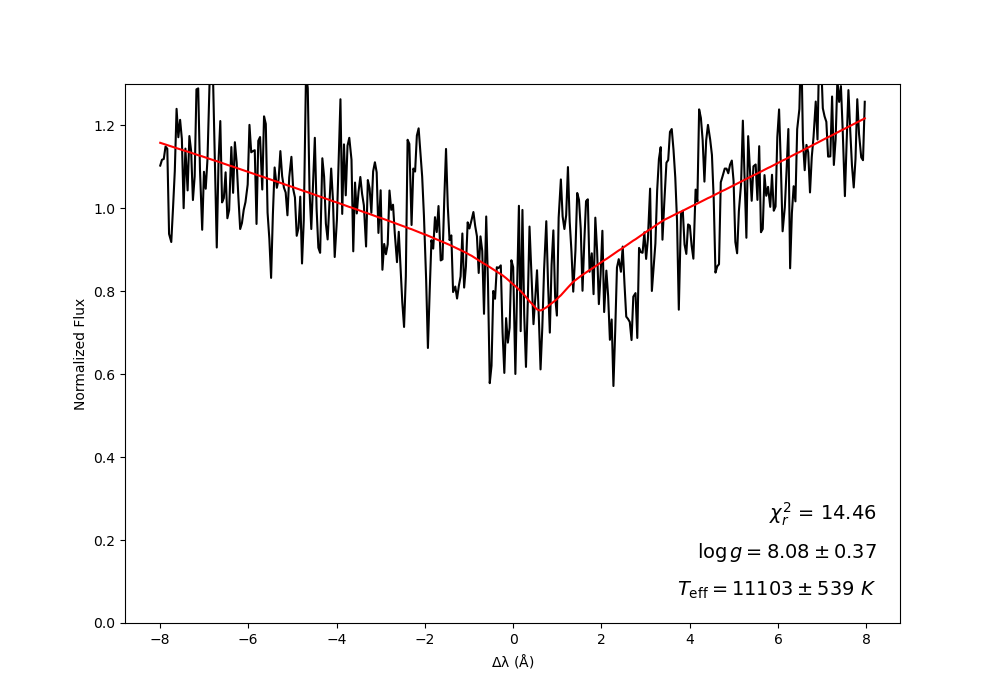 1.2
1.0
0.8
0.6
0.4
0.2
0.0
Normalized Flux
χ²ᵣ = 14.46
log g = 8.08 ± 0.37
T_eff = 11103 ± 539 K
−8 −6 −4 −2 0 2 4 6 8
Δλ (Å)